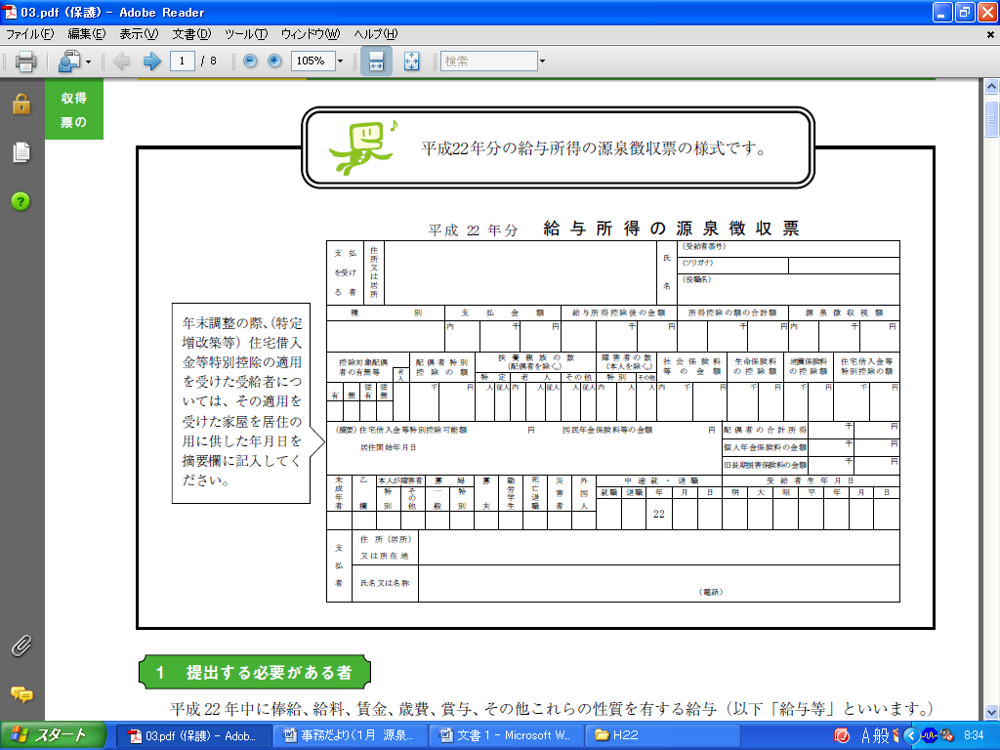 03.pdf (保護) - Adobe Reader
ファイル(F) 編集(E) 表示(V) 文書(D) ツール(T) ウィンドウ(W) ヘルプ(H)
1 / 8 105% 検索
収得
票の
平成22年分の給与所得の源泉徴収票の様式です。
平成 22 年分 給与所得の源泉徴収票
支払
を受け
る者
住所又は居所
氏名
(受給者番号)
(フリガナ)
(役職名)
種別 支払金額 給与所得控除後の金額 所得控除の額の合計額 源泉徴収税額
内 千 円 千 円 千 円 内 千 円
控除対象配偶者の有無等 老人 配偶者特別控除の額 扶養親族の数(配偶者を除く。) 障害者の数(本人を除く。) 社会保険料等の金額 生命保険料の控除額 地震保険料の控除額 住宅借入金等特別控除の額
特定 老人 その他 特別 その他
有 無 従有 従無 千 円 人 従人 内 人 従人 人 従人 内 人 人 内 千 円 千 円 千 円 千 円
(摘要) 住宅借入金等特別控除可能額 円 国民年金保険料等の金額 円
居住開始年月日
配偶者の合計所得 千 円
個人年金保険料の金額 千 円
旧長期損害保険料の金額 千 円
未成年者 乙欄 本人が障害者 特別 その他 寡婦 一般 特別 寡夫 勤労学生 死亡退職 災害者 外国人 中途就・退職 受給者生年月日
就職 退職 年 月 日 明 大 昭 平 年 月 日
22
支払者
住所(居所)
又は所在地
氏名又は名称
(電話)
年末調整の際、(特定
増改築等) 住宅借入
金等特別控除の適用
を受けた受給者につ
いては、その適用を
受けた家屋を居住の
用に供した年月日を
摘要欄に記入してく
ださい。
1 提出する必要がある者
平成 22 年中に俸給、給料、賃金、歳費、賞与、その他これらの性質を有する給与(以下「給与等」といいます。)
スタート 03.pdf (保護) - Adob... 事務だより(1月 源泉... 文書 1 - Microsoft W... H22 A 般 8:34